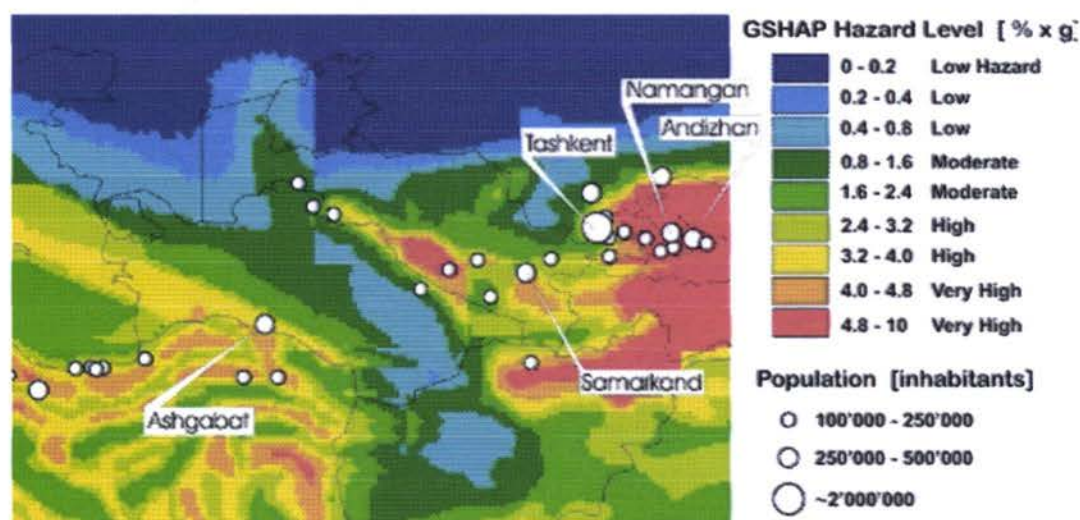 GSHAP Hazard Level [ % x g]
0 - 0.2 Low Hazard
0.2 - 0.4 Low
0.4 - 0.8 Low
0.8 - 1.6 Moderate
1.6 - 2.4 Moderate
2.4 - 3.2 High
3.2 - 4.0 High
4.0 - 4.8 Very High
4.8 - 10 Very High
Population [inhabitants]
100'000 - 250'000
250'000 - 500'000
~2'000'000
Namangan
Andizhan
Tashkent
Samarkand
Ashgabat